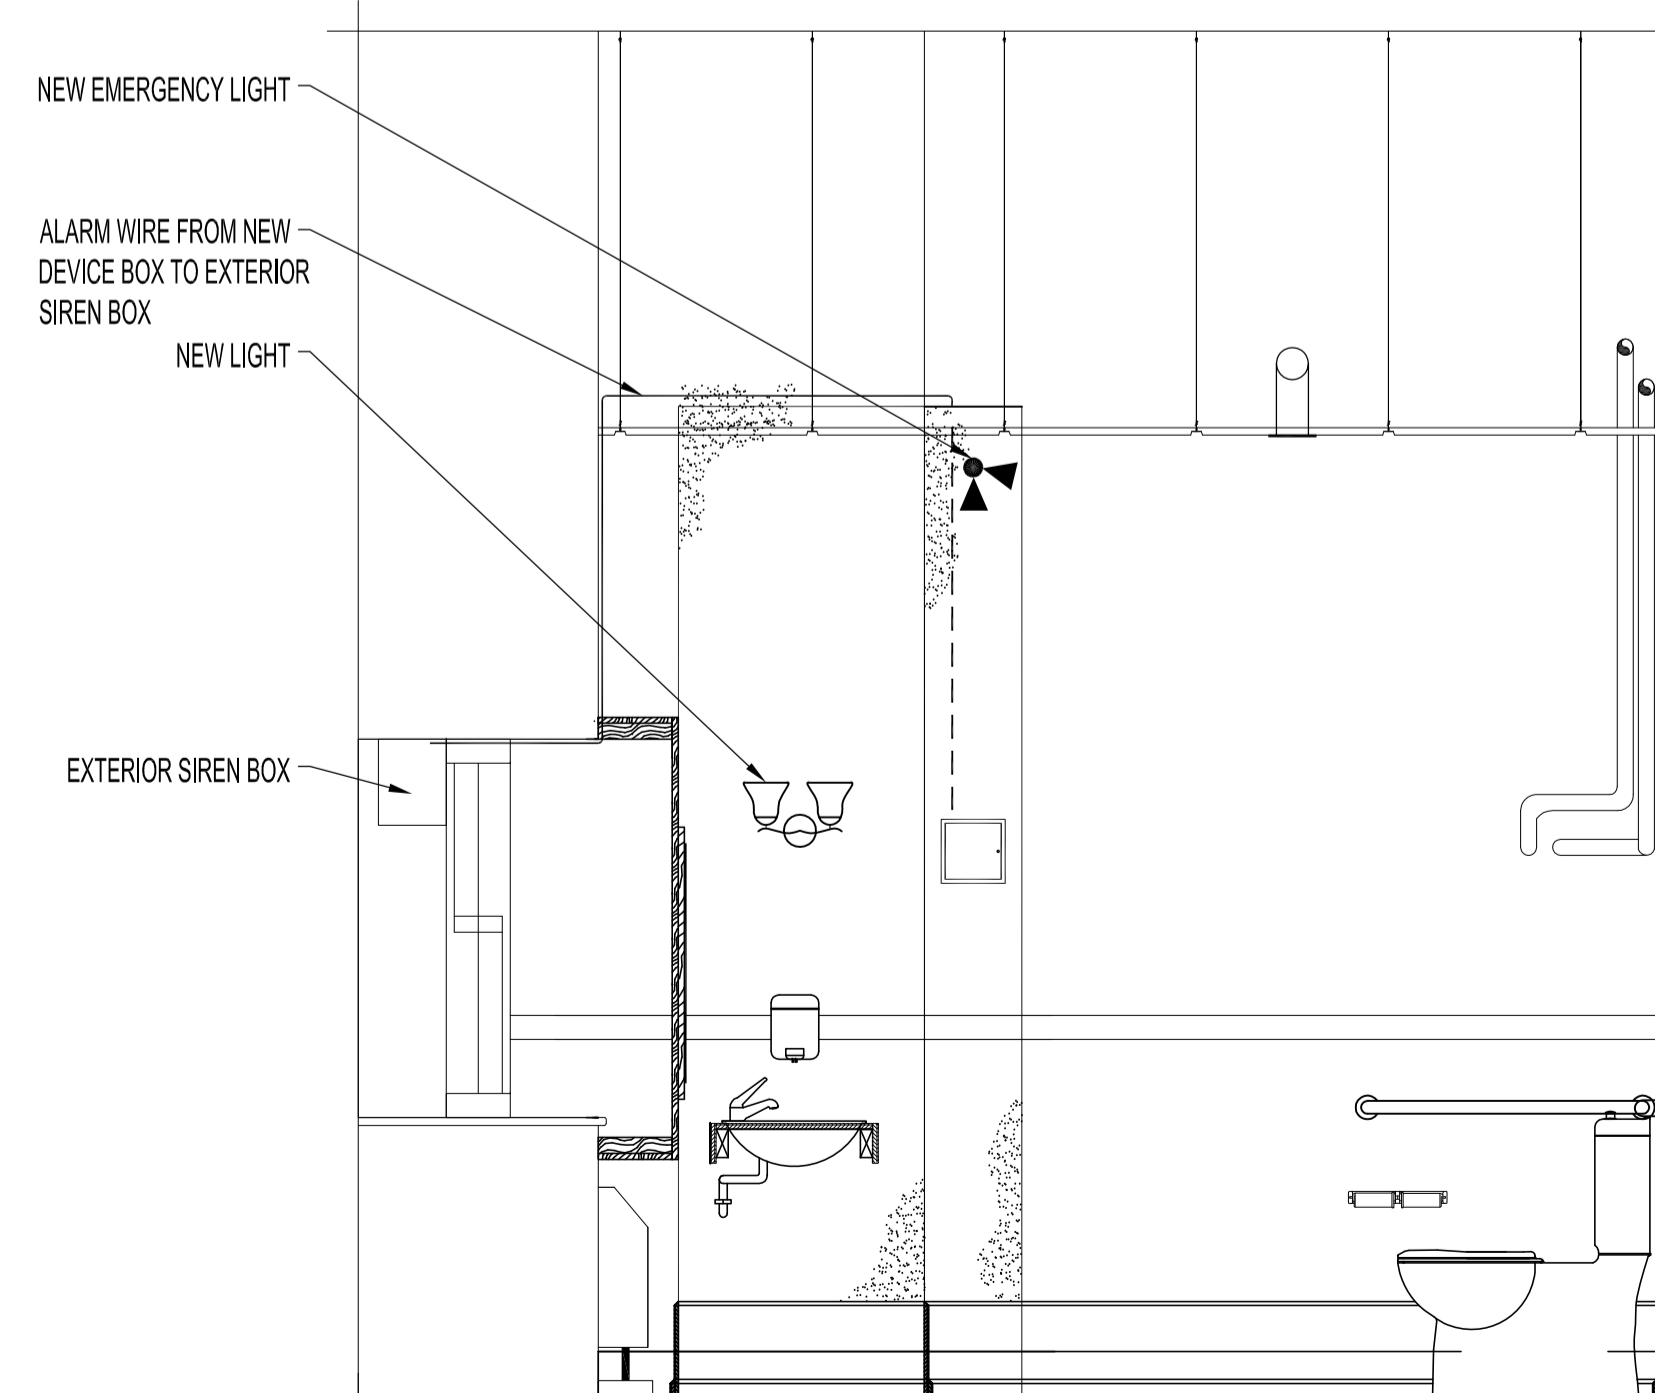 NEW EMERGENCY LIGHT
ALARM WIRE FROM NEW
DEVICE BOX TO EXTERIOR
SIREN BOX
NEW LIGHT
EXTERIOR SIREN BOX